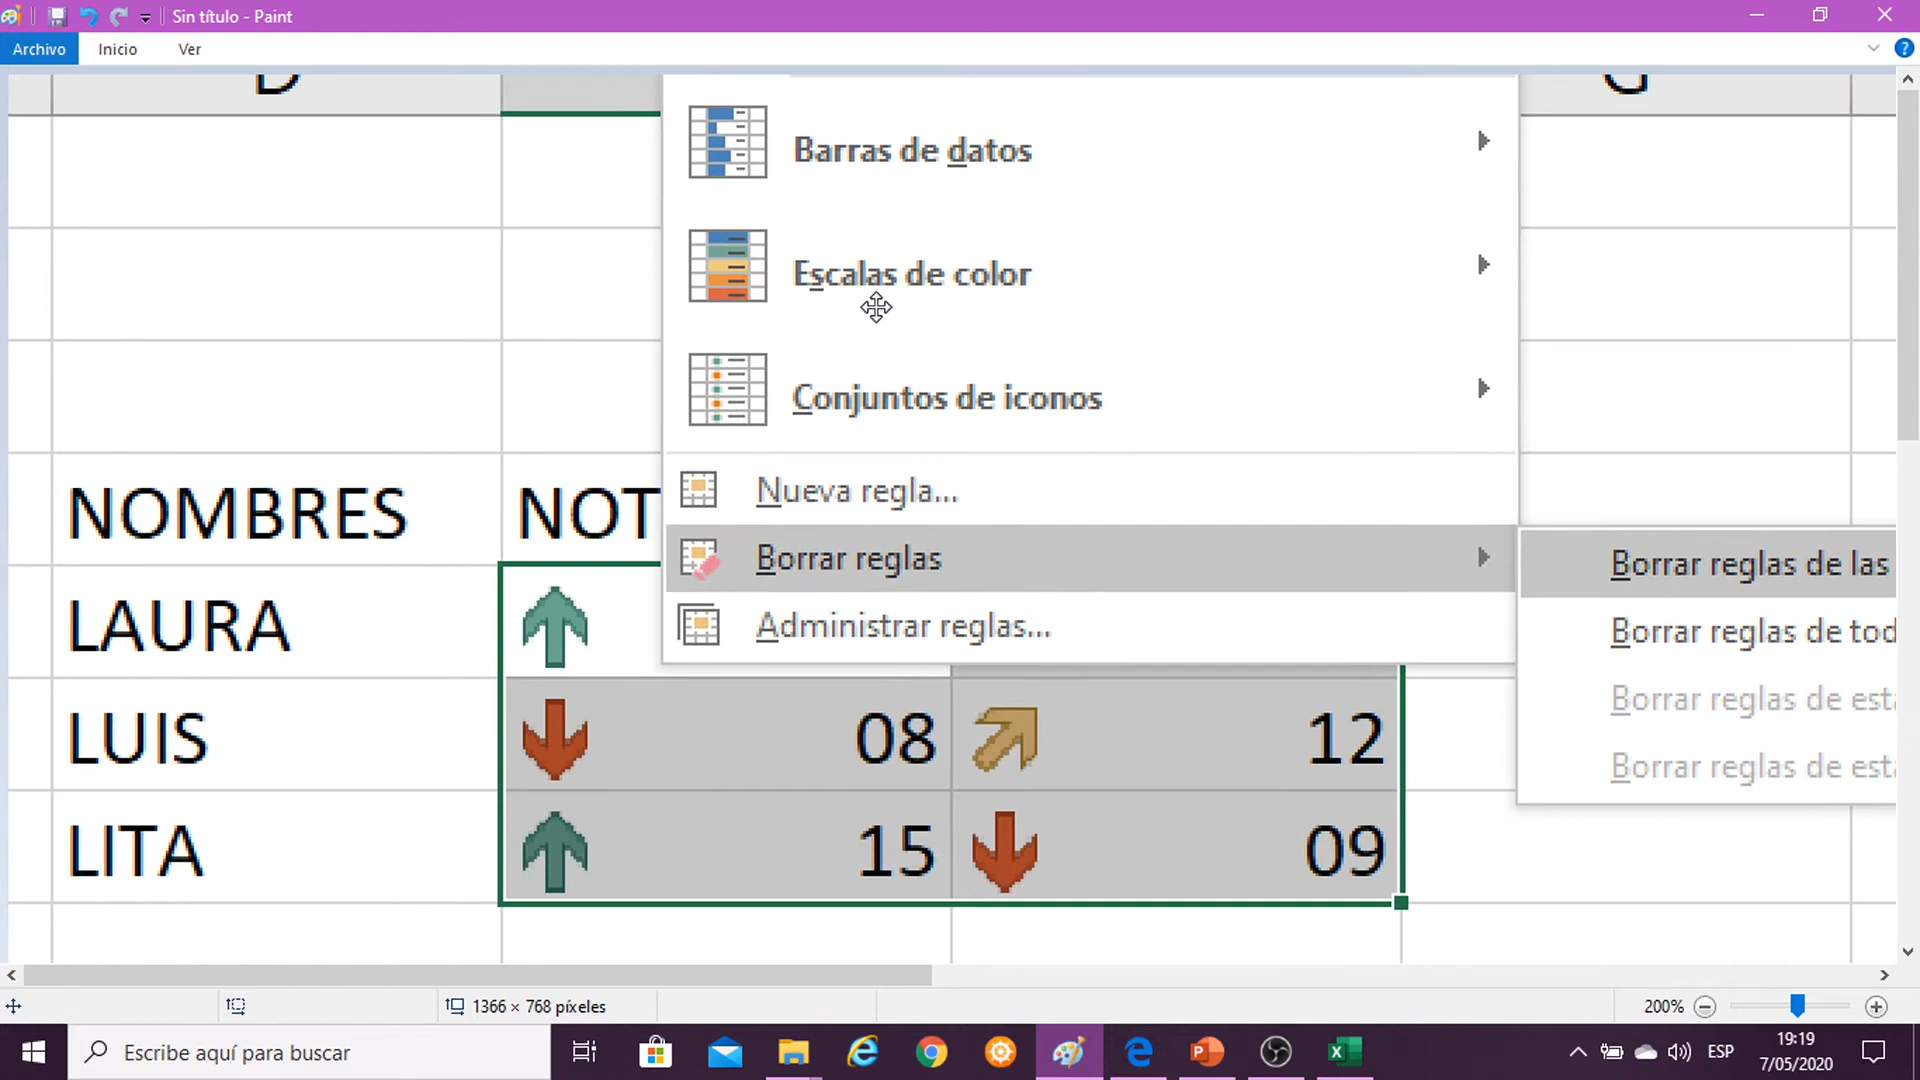 Sin título - Paint
Archivo Inicio Ver
D G
Barras de datos
Escalas de color
Conjuntos de iconos
Nueva regla...
Borrar reglas
Administrar reglas...
Borrar reglas de las
Borrar reglas de tod
Borrar reglas de esta
Borrar reglas de esta
NOMBRES NOT
LAURA
LUIS 08 12
LITA 15 09
1366 × 768 píxeles
200%
Escribe aquí para buscar
ESP
19:19
7/05/2020